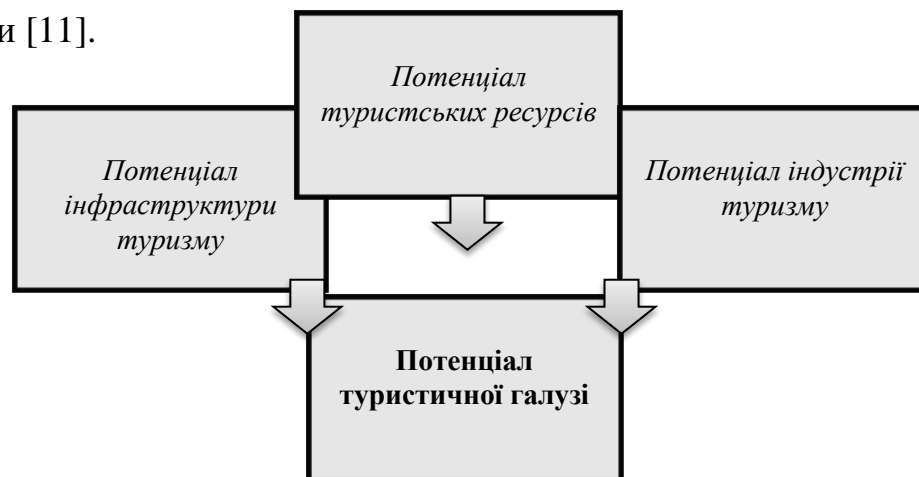 и [11].
Потенціал
туристських ресурсів
Потенціал
інфраструктури
туризму
Потенціал індустрії
туризму
Потенціал
туристичної галузі